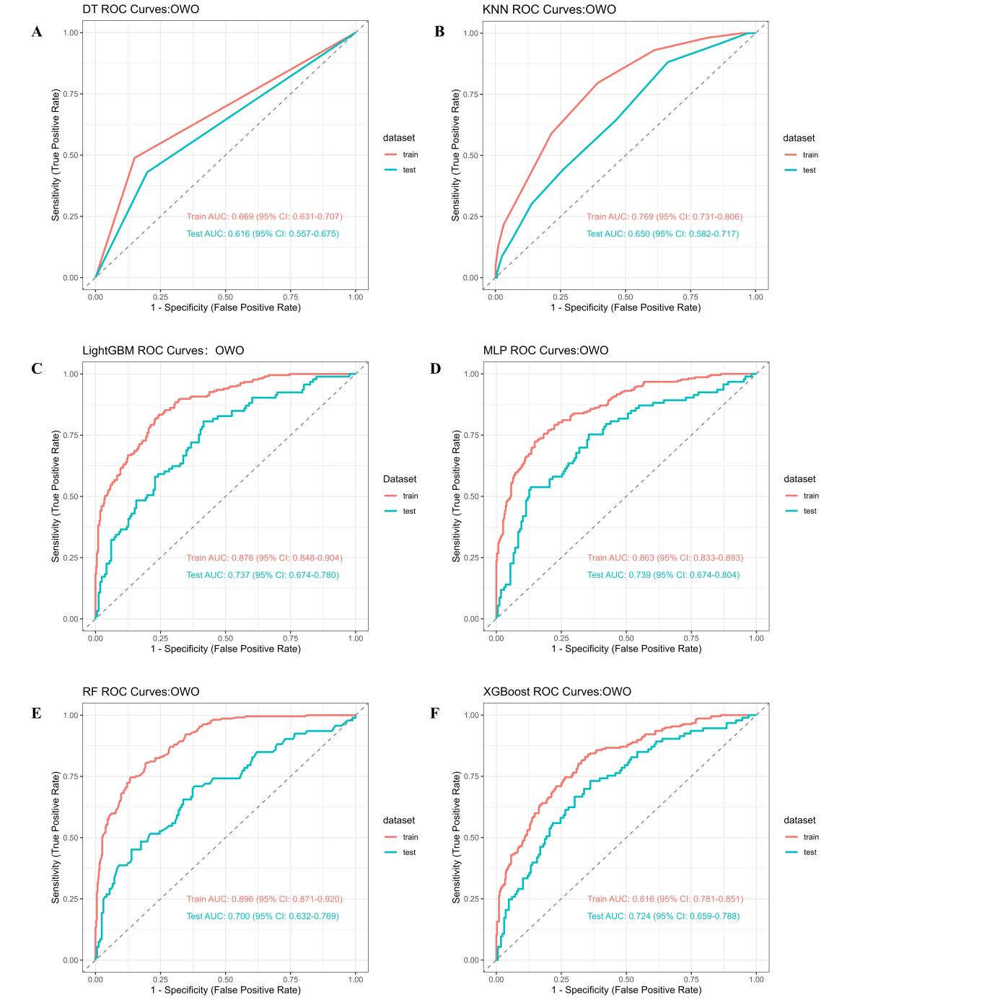 DT ROC Curves:OWO
A
1.00
0.75
0.50
0.25
0.00
Sensitivity (True Positive Rate)
Train AUC: 0.669 (95% CI: 0.631-0.707)
Test AUC: 0.616 (95% CI: 0.557-0.675)
0.00 0.25 0.50 0.75 1.00
1 - Specificity (False Positive Rate)
dataset
train
test
KNN ROC Curves:OWO
B
1.00
0.75
0.50
0.25
0.00
Sensitivity (True Positive Rate)
Train AUC: 0.769 (95% CI: 0.731-0.806)
Test AUC: 0.650 (95% CI: 0.582-0.717)
0.00 0.25 0.50 0.75 1.00
1 - Specificity (False Positive Rate)
dataset
train
test
LightGBM ROC Curves：OWO
C
1.00
0.75
0.50
0.25
0.00
Sensitivity (True Positive Rate)
Train AUC: 0.876 (95% CI: 0.848-0.904)
Test AUC: 0.737 (95% CI: 0.674-0.780)
0.00 0.25 0.50 0.75 1.00
1 - Specificity (False Positive Rate)
Dataset
train
test
MLP ROC Curves:OWO
D
1.00
0.75
0.50
0.25
0.00
Sensitivity (True Positive Rate)
Train AUC: 0.863 (95% CI: 0.833-0.893)
Test AUC: 0.739 (95% CI: 0.674-0.804)
0.00 0.25 0.50 0.75 1.00
1 - Specificity (False Positive Rate)
dataset
train
test
RF ROC Curves:OWO
E
1.00
0.75
0.50
0.25
0.00
Sensitivity (True Positive Rate)
Train AUC: 0.896 (95% CI: 0.871-0.920)
Test AUC: 0.700 (95% CI: 0.632-0.769)
0.00 0.25 0.50 0.75 1.00
1 - Specificity (False Positive Rate)
dataset
train
test
XGBoost ROC Curves:OWO
F
1.00
0.75
0.50
0.25
0.00
Sensitivity (True Positive Rate)
Train AUC: 0.816 (95% CI: 0.781-0.851)
Test AUC: 0.724 (95% CI: 0.659-0.788)
0.00 0.25 0.50 0.75 1.00
1 - Specificity (False Positive Rate)
dataset
train
test